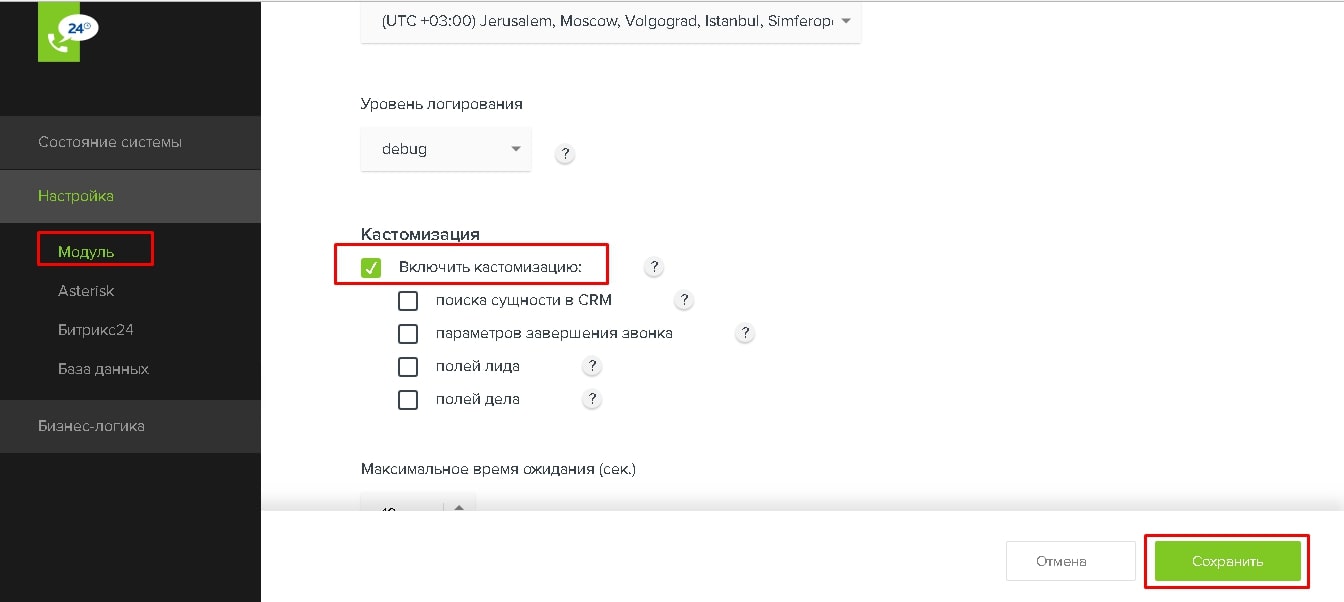 24
Состояние системы
Настройка
Модуль
Asterisk
Битрикс24
База данных
Бизнес-логика
(UTC +03:00) Jerusalem, Moscow, Volgograd, Istanbul, Simferop
Уровень логирования
debug ?
Кастомизация
Включить кастомизацию: ?
поиска сущности в CRM ?
параметров завершения звонка ?
полей лида ?
полей дела ?
Максимальное время ожидания (сек.)
Отмена
Сохранить